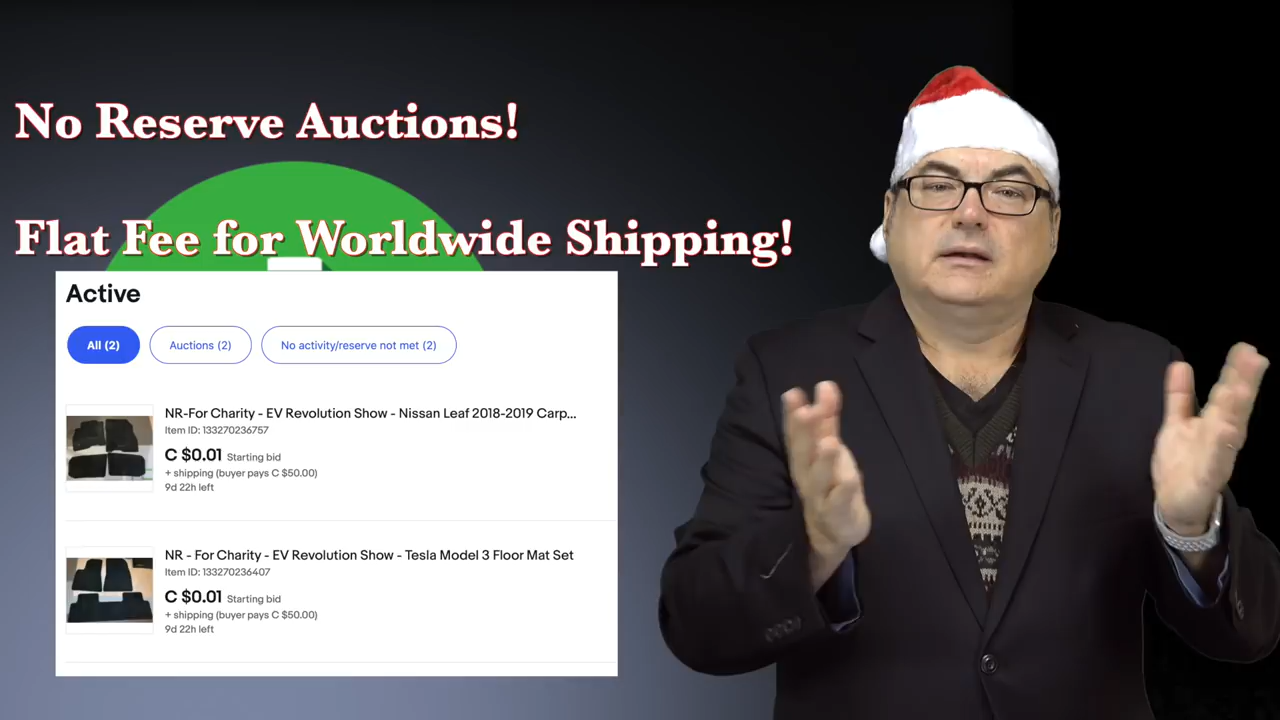 No Reserve Auctions!
Flat Fee for Worldwide Shipping!
Active
All (2)
Auctions (2)
No activity/reserve not met (2)
NR-For Charity - EV Revolution Show - Nissan Leaf 2018-2019 Carp...
Item ID: 133270236757
C $0.01 Starting bid
+ shipping (buyer pays C $50.00)
9d 22h left
NR - For Charity - EV Revolution Show - Tesla Model 3 Floor Mat Set
Item ID: 133270236407
C $0.01 Starting bid
+ shipping (buyer pays C $50.00)
9d 22h left